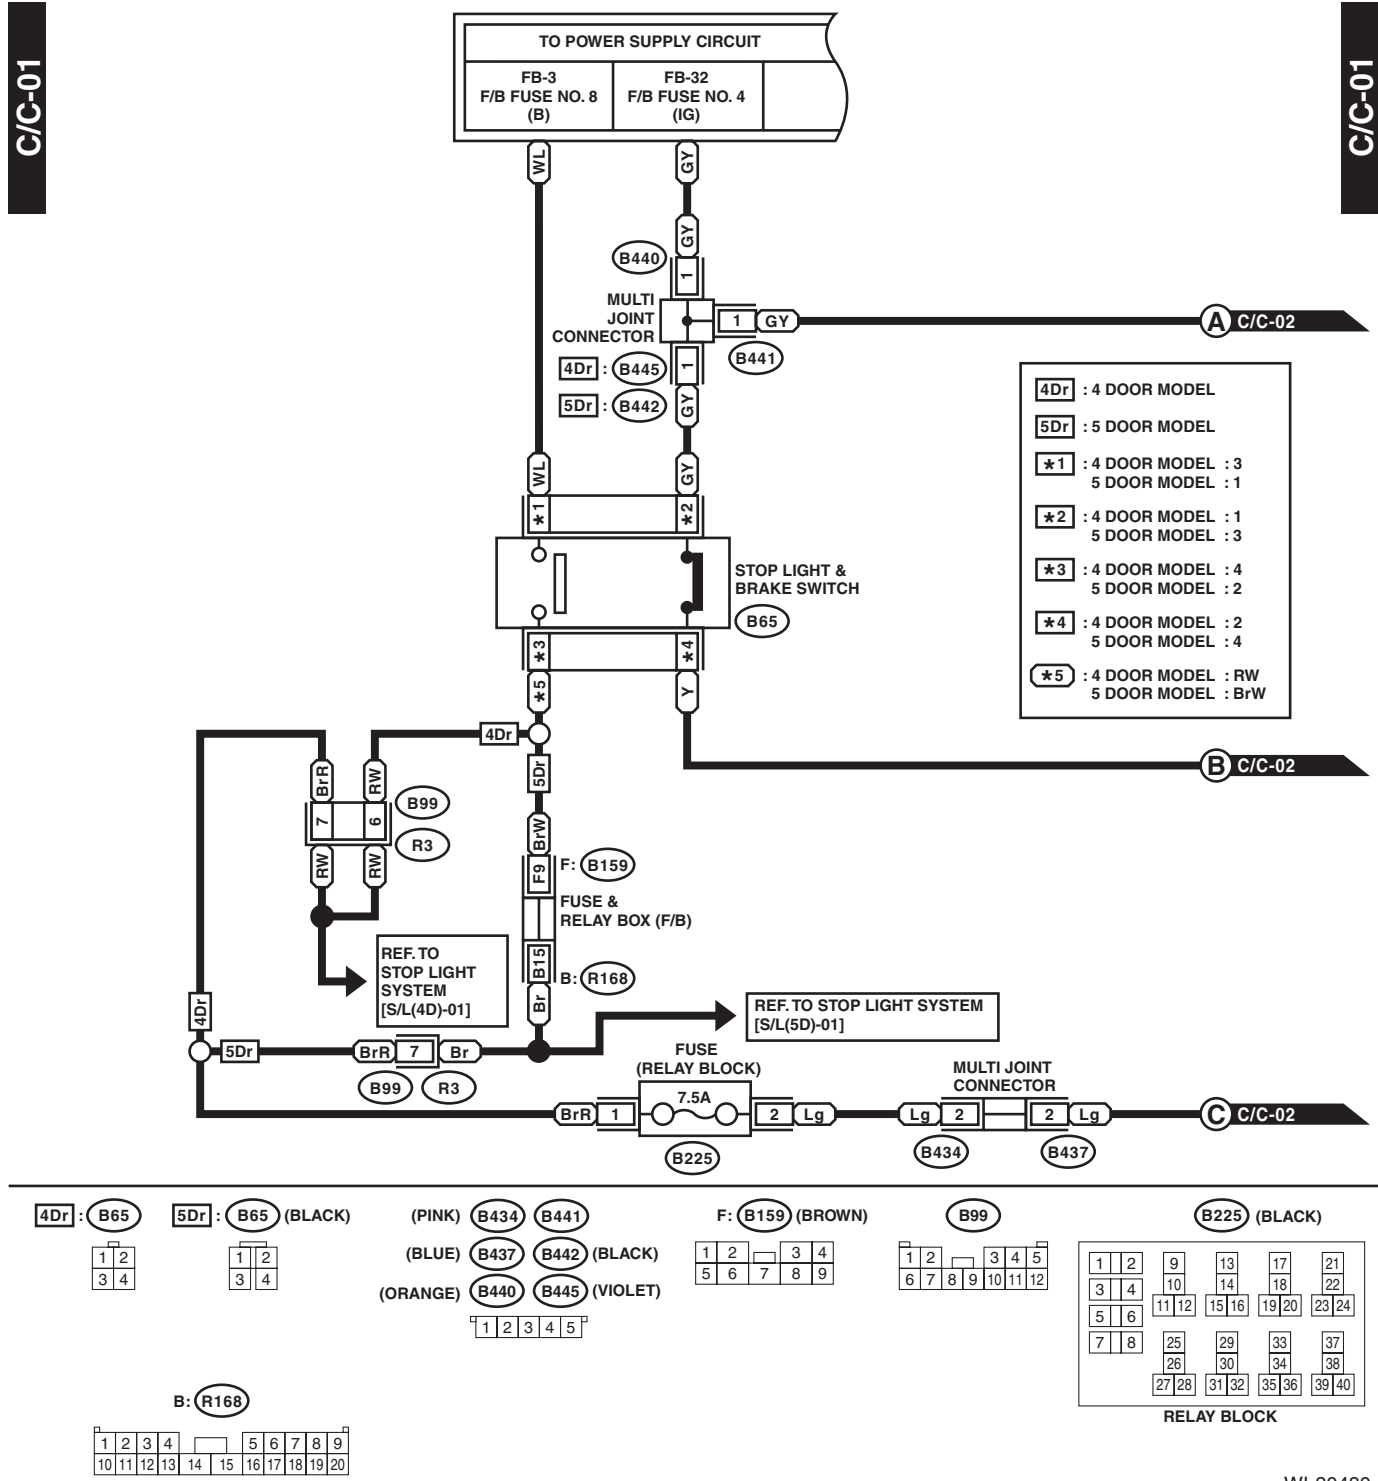 C/C-01
C/C-01
TO POWER SUPPLY CIRCUIT
FB-3
F/B FUSE NO. 8
(B)
FB-32
F/B FUSE NO. 4
(IG)
WL
GY
GY
B440
1
MULTI
JOINT
CONNECTOR
1 GY
A C/C-02
B441
4Dr : B445
1
5Dr : B442
GY
WL
GY
*1
*2
STOP LIGHT &
BRAKE SWITCH
B65
*3
*4
*5
Y
4Dr : 4 DOOR MODEL
5Dr : 5 DOOR MODEL
*1 : 4 DOOR MODEL : 3
5 DOOR MODEL : 1
*2 : 4 DOOR MODEL : 1
5 DOOR MODEL : 3
*3 : 4 DOOR MODEL : 4
5 DOOR MODEL : 2
*4 : 4 DOOR MODEL : 2
5 DOOR MODEL : 4
*5 : 4 DOOR MODEL : RW
5 DOOR MODEL : BrW
4Dr
5Dr
B C/C-02
BrR
RW
B99
7
6
R3
RW
RW
BrW
F9
F: B159
FUSE &
RELAY BOX (F/B)
B15
B: R168
Br
REF. TO
STOP LIGHT
SYSTEM
[S/L(4D)-01]
REF. TO STOP LIGHT SYSTEM
[S/L(5D)-01]
4Dr
5Dr
BrR 7 Br
B99 R3
FUSE
(RELAY BLOCK)
7.5A
BrR 1
2 Lg
B225
MULTI JOINT
CONNECTOR
Lg 2
2 Lg
B434
B437
C C/C-02
4Dr : B65
1 2
3 4
5Dr : B65 (BLACK)
1 2
3 4
(PINK) B434 B441
(BLUE) B437 B442 (BLACK)
(ORANGE) B440 B445 (VIOLET)
1 2 3 4 5
F: B159 (BROWN)
1 2 3 4
5 6 7 8 9
B99
1 2 3 4 5
6 7 8 9 10 11 12
B225 (BLACK)
1 2 9 13 17 21
3 4 10 14 18 22
11 12 15 16 19 20 23 24
5 6
7 8 25 29 33 37
26 30 34 38
27 28 31 32 35 36 39 40
RELAY BLOCK
B: R168
1 2 3 4 5 6 7 8 9
10 11 12 13 14 15 16 17 18 19 20